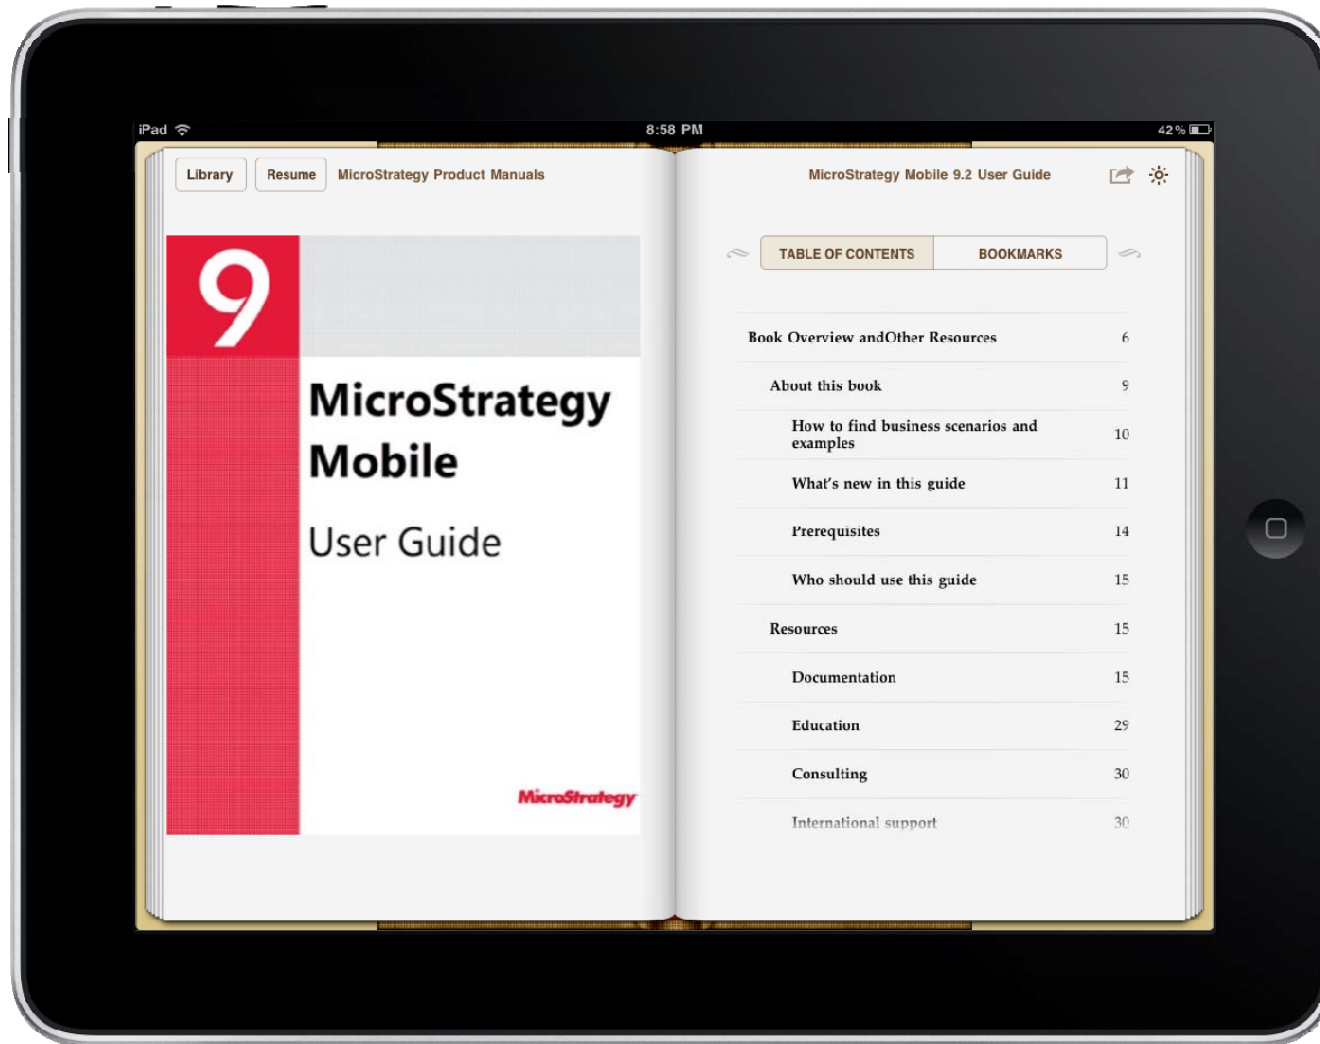 iPad 8:58 PM 42%
Library Resume MicroStrategy Product Manuals
MicroStrategy Mobile 9.2 User Guide
9
MicroStrategy
Mobile
User Guide
MicroStrategy
TABLE OF CONTENTS BOOKMARKS
Book Overview andOther Resources 6
About this book 9
How to find business scenarios and
examples 10
What's new in this guide 11
Prerequisites 14
Who should use this guide 15
Resources 15
Documentation 15
Education 29
Consulting 30
International support 30